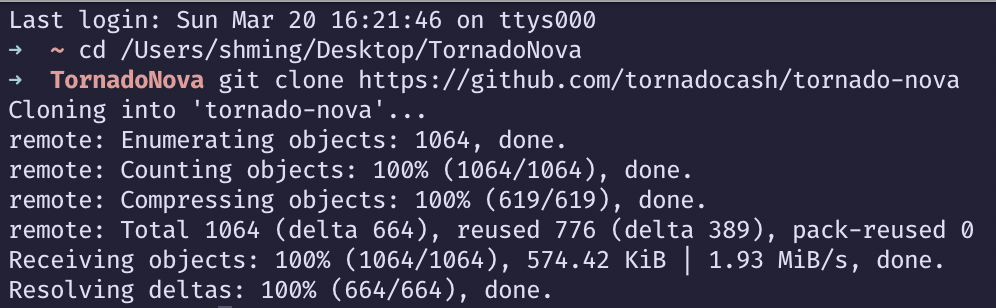 Last login: Sun Mar 20 16:21:46 on ttys000
→ ~ cd /Users/shming/Desktop/TornadoNova
→ TornadoNova git clone https://github.com/tornadocash/tornado-nova
Cloning into 'tornado-nova'...
remote: Enumerating objects: 1064, done.
remote: Counting objects: 100% (1064/1064), done.
remote: Compressing objects: 100% (619/619), done.
remote: Total 1064 (delta 664), reused 776 (delta 389), pack-reused 0
Receiving objects: 100% (1064/1064), 574.42 KiB | 1.93 MiB/s, done.
Resolving deltas: 100% (664/664), done.